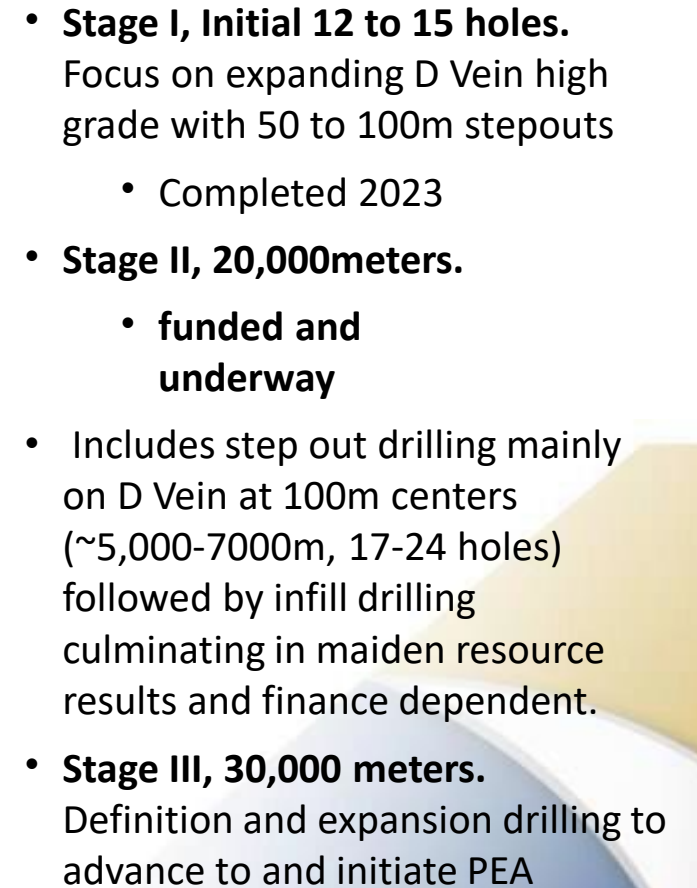 • Stage I, Initial 12 to 15 holes.
Focus on expanding D Vein high
grade with 50 to 100m stepouts
• Completed 2023
• Stage II, 20,000meters.
• funded and
underway
• Includes step out drilling mainly
on D Vein at 100m centers
(~5,000-7000m, 17-24 holes)
followed by infill drilling
culminating in maiden resource
results and finance dependent.
• Stage III, 30,000 meters.
Definition and expansion drilling to
advance to and initiate PEA